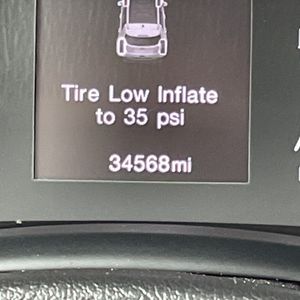 Tire Low Inflate
to 35 psi
34568mi